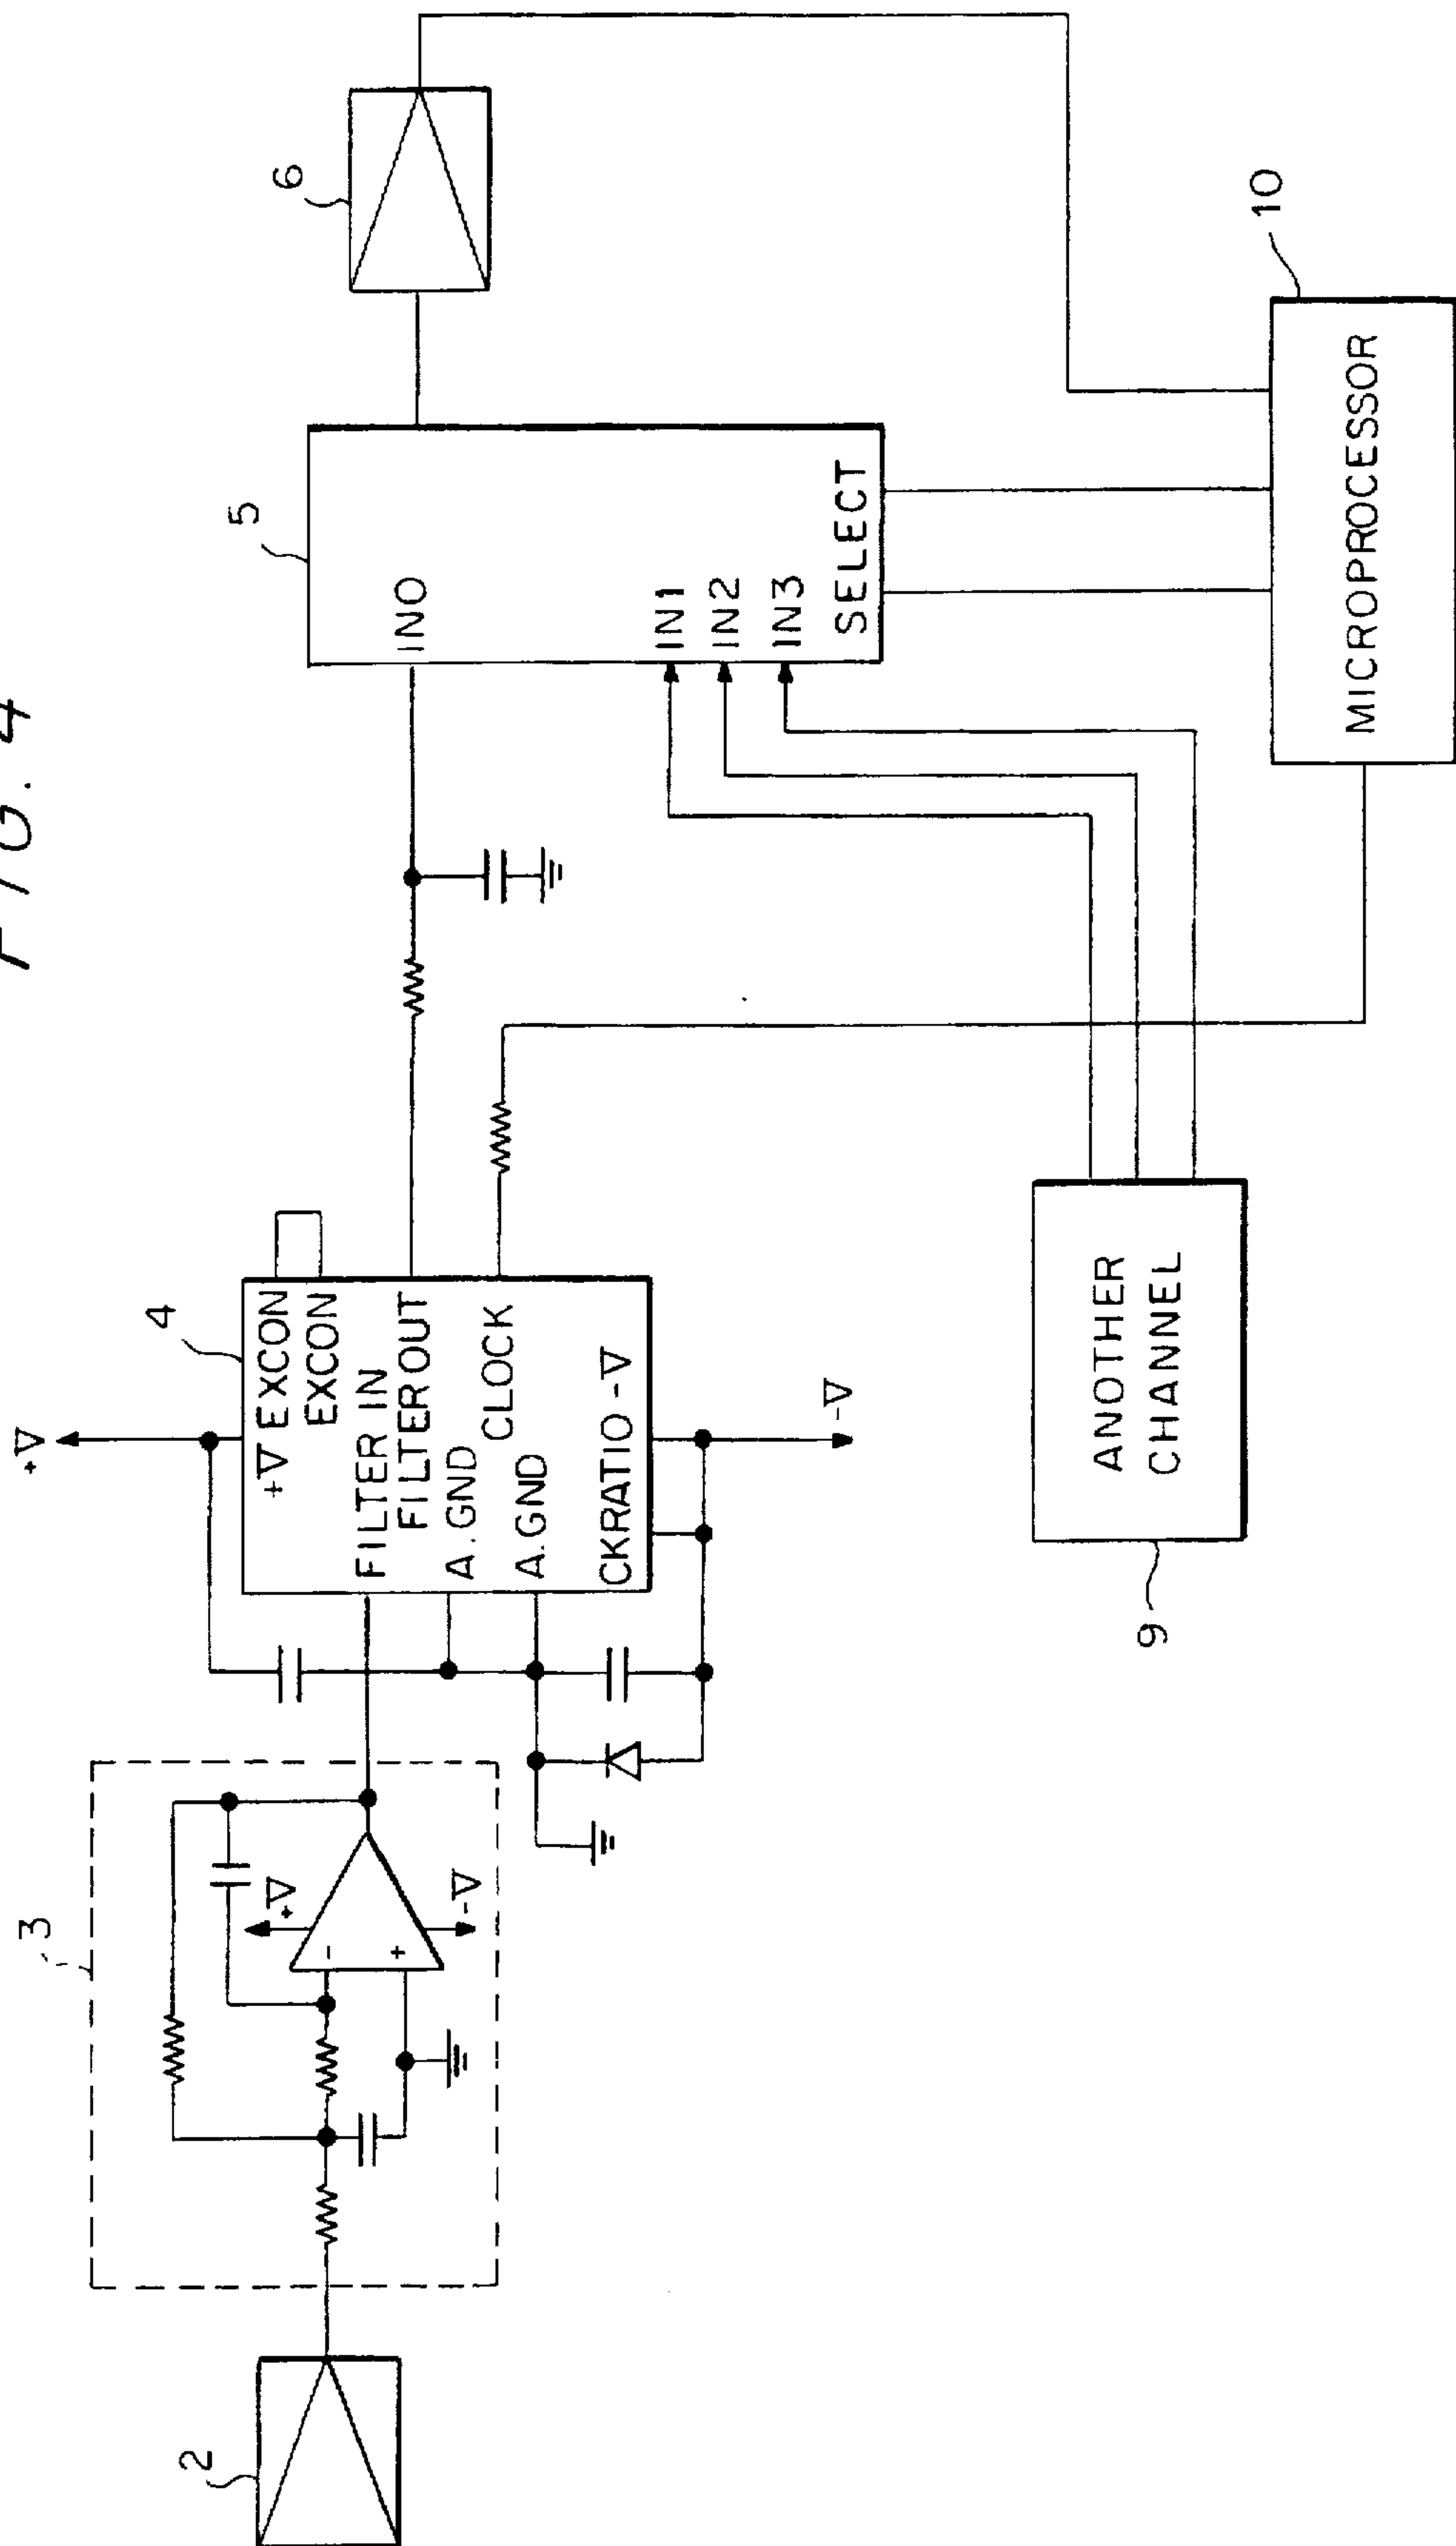 FIG. 4
2
3
-
+
+V
-V
+V
4
+V EXCON
EXCON
FILTER IN
FILTER OUT
A.GND
CLOCK
A.GND
CKRATIO -V
-V
5
IN0
IN1
IN2
IN3
SELECT
6
9
ANOTHER
CHANNEL
10
MICROPROCESSOR